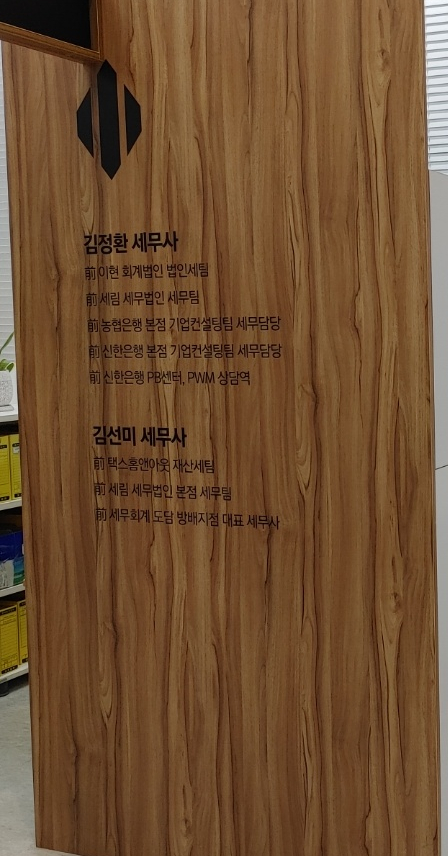 김정환 세무사
前 이현 회계법인 법인세팀
前 세림 세무법인 세무팀
前 농협은행 본점 기업컨설팅팀 세무담당
前 신한은행 본점 기업컨설팅팀 세무담당
前 신한은행 PB센터, PWM 상담역
김선미 세무사
前 택스홈앤아웃 재산세팀
前 세림 세무법인 본점 세무팀
前 세무회계 도담 방배지점 대표 세무사